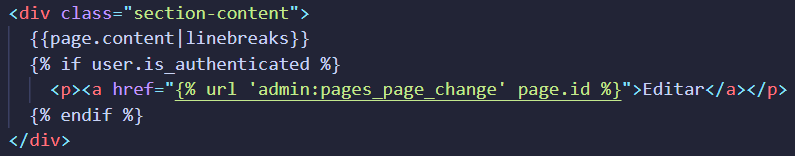 <div class="section-content">
{{page.content|linebreaks}}
{% if user.is_authenticated %}
<p><a href="{% url 'admin:pages_page_change' page.id %}">Editar</a></p>
{% endif %}
</div>